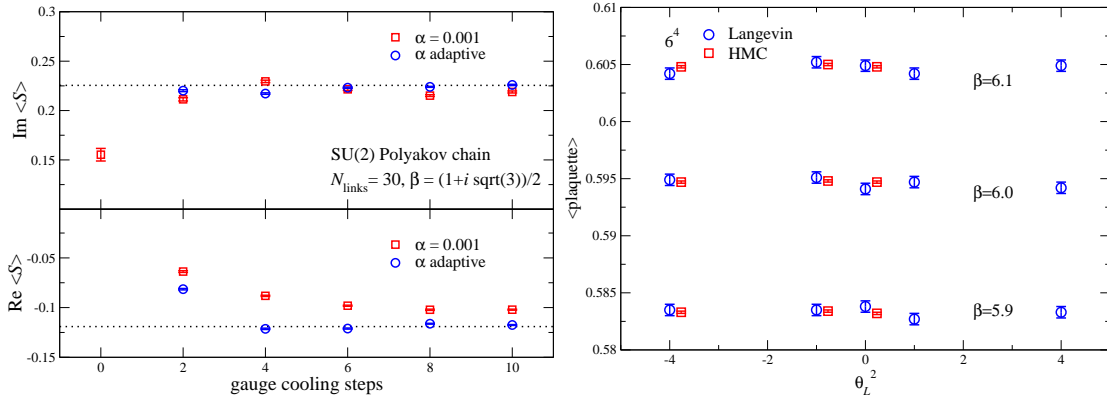 0.3
0.25
0.2
0.15
Im <S>
α = 0.001
α adaptive
SU(2) Polyakov chain
N_links = 30, β = (1+i sqrt(3))/2
-0.05
-0.1
-0.15
Re <S>
α = 0.001
α adaptive
0 2 4 6 8 10
gauge cooling steps
0.61
0.605
0.6
0.595
0.59
0.585
0.58
<plaquette>
6^4
Langevin
HMC
β=6.1
β=6.0
β=5.9
-4 -2 0 2 4
θ_L^2